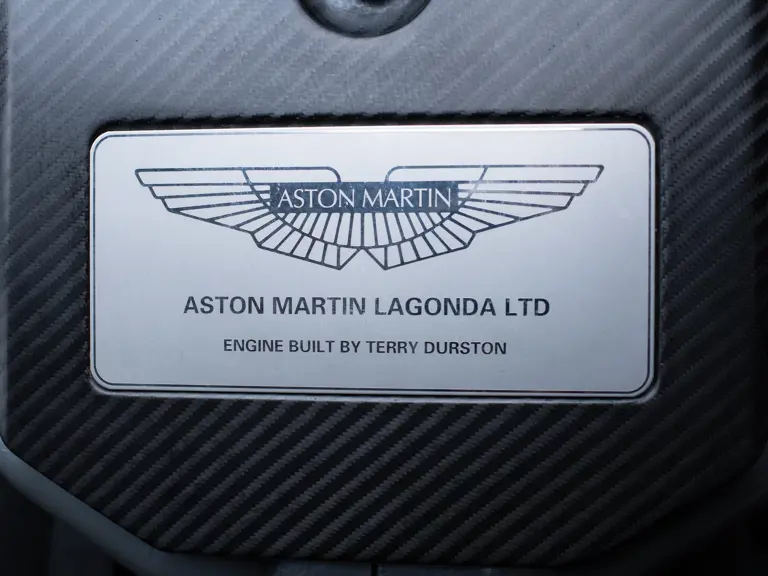 ASTON MARTIN
ASTON MARTIN LAGONDA LTD
ENGINE BUILT BY TERRY DURSTON